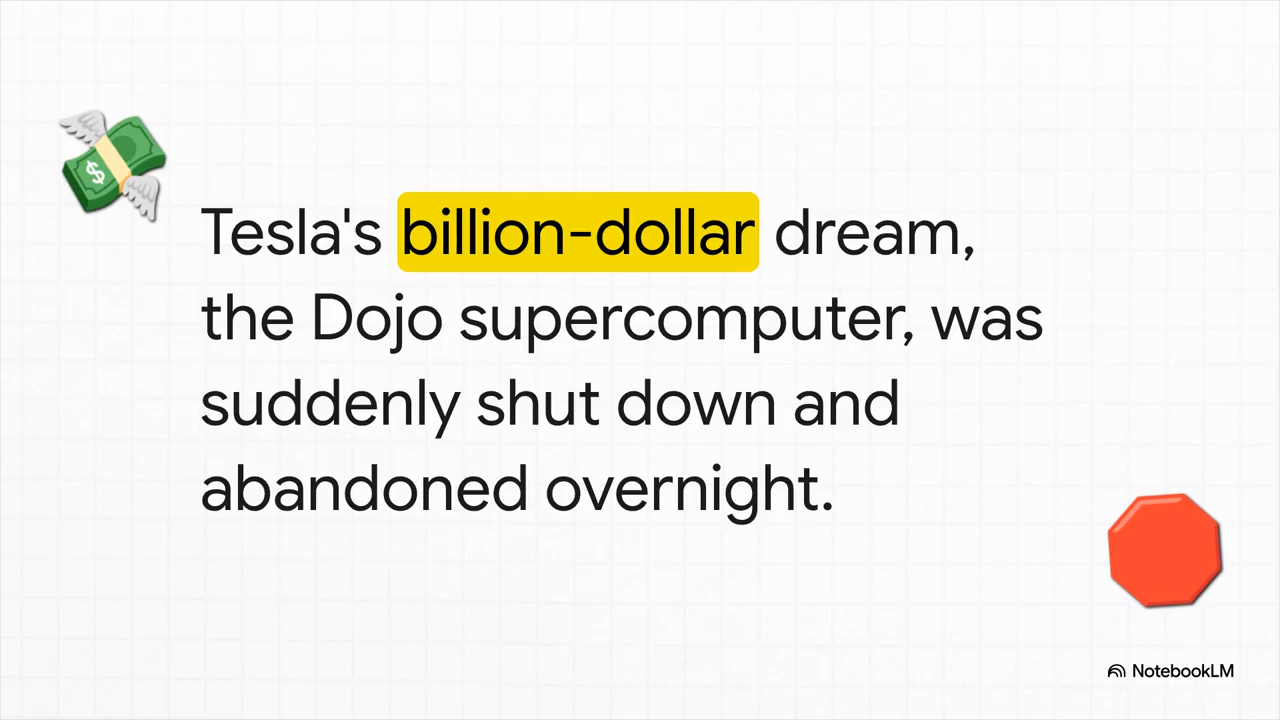 Tesla's billion-dollar dream,
the Dojo supercomputer, was
suddenly shut down and
abandoned overnight.
NotebookLM